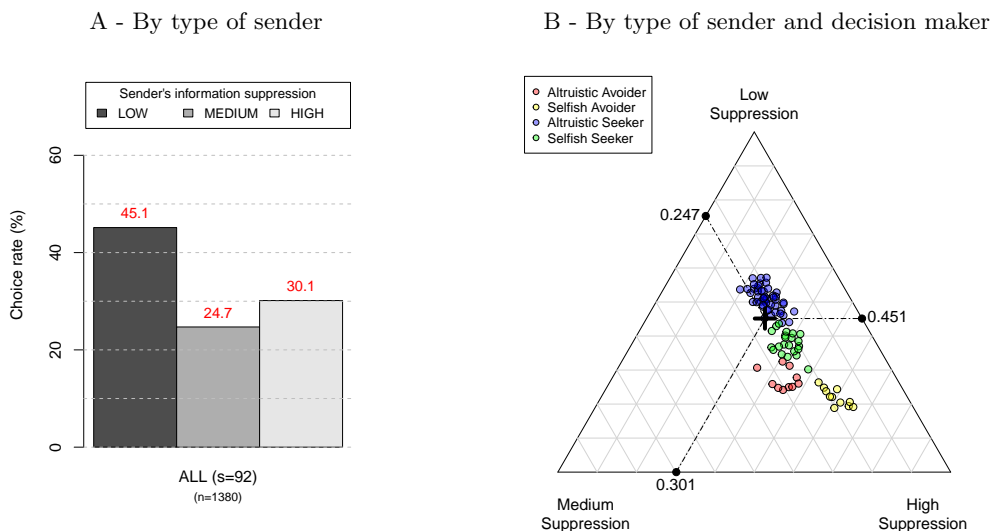 A - By type of sender
Sender's information suppression
LOW MEDIUM HIGH
Choice rate (%)
60
40
20
0
45.1
24.7
30.1
ALL (s=92)
(n=1380)
B - By type of sender and decision maker
Altruistic Avoider
Selfish Avoider
Altruistic Seeker
Selfish Seeker
Low
Suppression
0.247
0.451
0.301
Medium
Suppression
High
Suppression